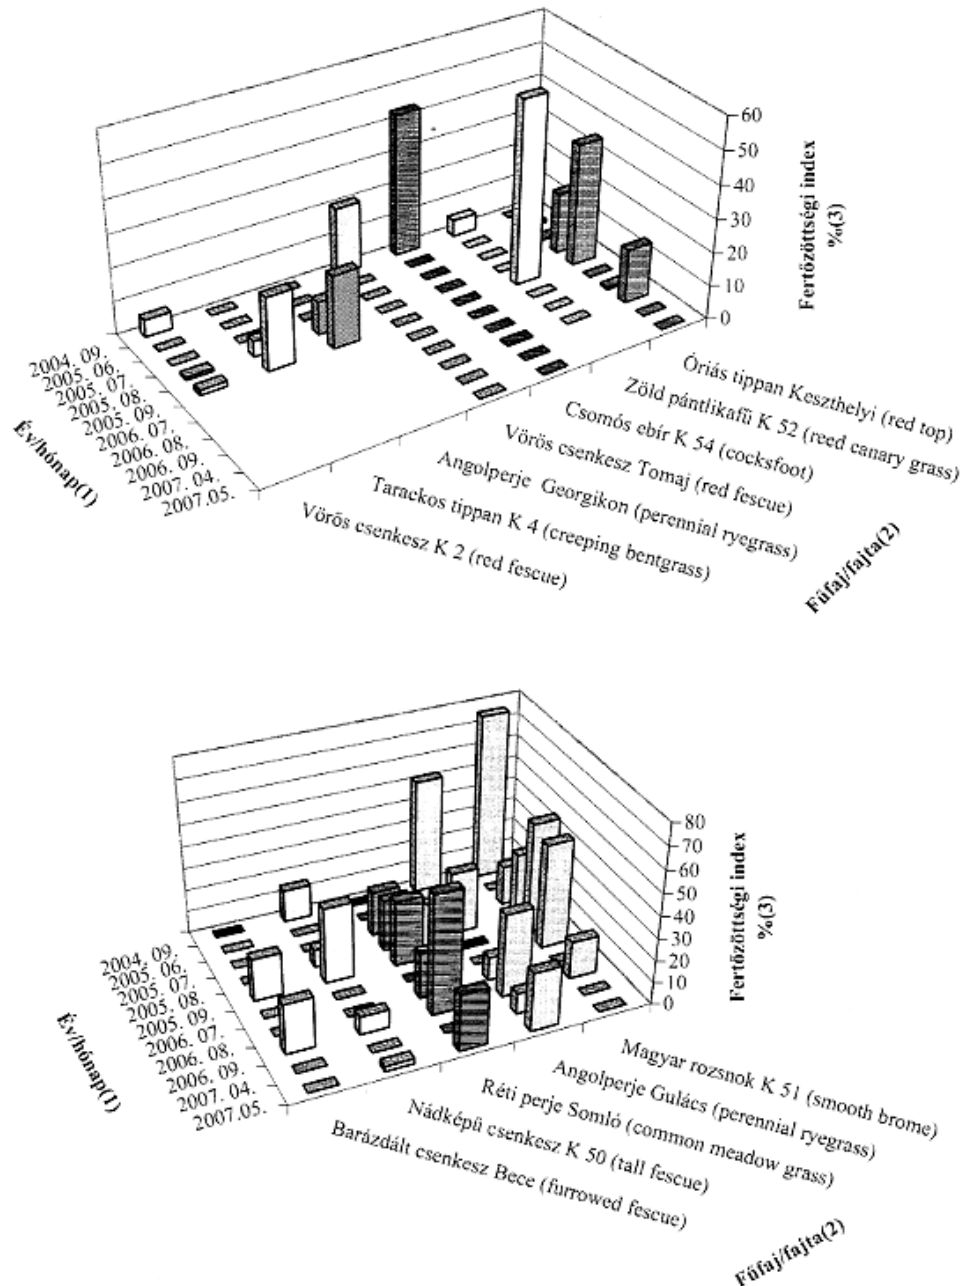 60
50
40
30
20
10
0
Fertőzöttségi index
%(3)
2004. 09.
2005. 06.
2005. 07.
2005. 08.
2005. 09.
2006. 07.
2006. 08.
2006. 09.
2007. 04.
2007.05.
Év/hónap(1)
Óriás tippan Keszthelyi (red top)
Zöld pántlikafű K 52 (reed canary grass)
Csomós ebír K 54 (cocksfoot)
Vörös csenkesz Tomaj (red fescue)
Angolperje Georgikon (perennial ryegrass)
Tarackos tippan K 4 (creeping bentgrass)
Vörös csenkesz K 2 (red fescue)
Fűfaj/fajta(2)
80
70
60
50
40
30
20
10
0
Fertőzöttségi index
%(3)
2004. 09.
2005. 06.
2005. 07.
2005. 08.
2005. 09.
2006. 07.
2006. 08.
2006. 09.
2007. 04.
2007.05.
Év/hónap(1)
Magyar rozsnok K 51 (smooth brome)
Angolperje Gulács (perennial ryegrass)
Réti perje Somló (common meadow grass)
Nádképű csenkesz K 50 (tall fescue)
Barázdált csenkesz Bece (furrowed fescue)
Fűfaj/fajta(2)